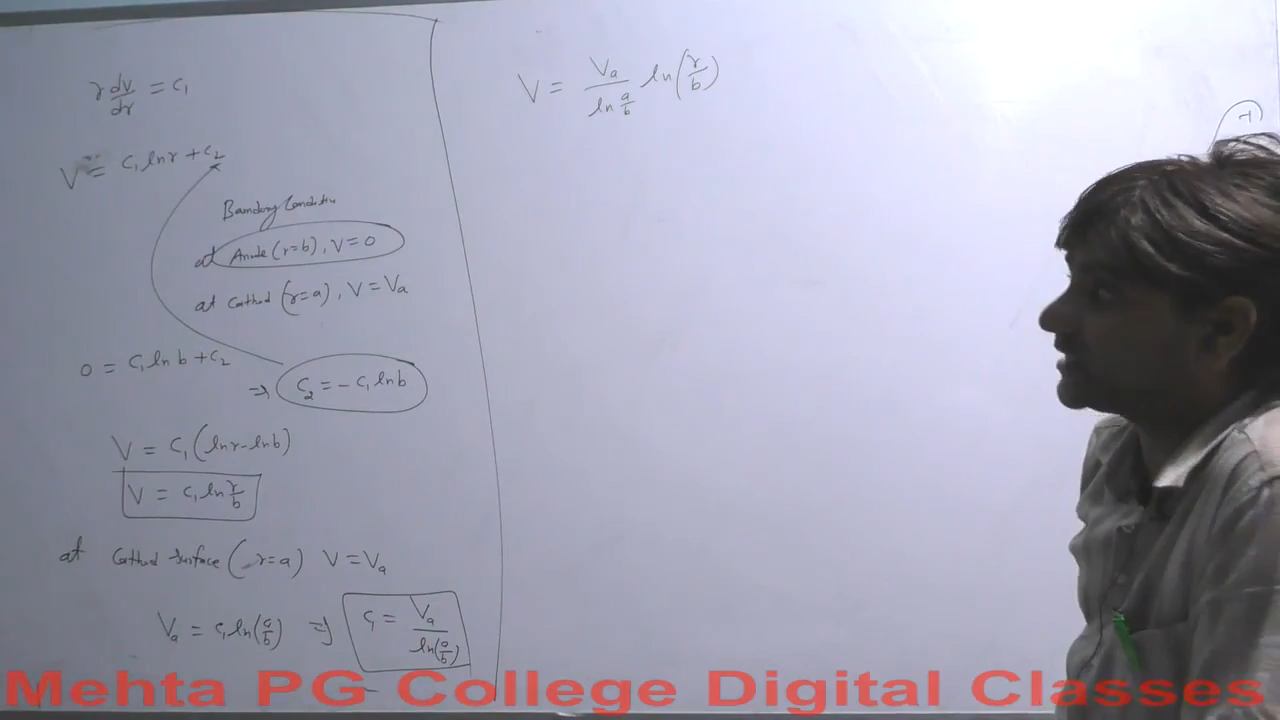 r dv/dr = C₁
V = C₁ ln r + C₂
Boundary Condition
at Anode (r=b), V=0
at Cathod (r=a), V=Vₐ
0 = C₁ ln b + C₂
⇒ C₂ = - C₁ ln b
V = C₁ (ln r - ln b)
V = C₁ ln r/b
at Cathod surface (r=a) V = Vₐ
Vₐ = C₁ ln(a/b) ⇒ C₁ = Vₐ / ln(a/b)
V = Vₐ / ln a/b ln(r/b)
Mehta PG College Digital Classes